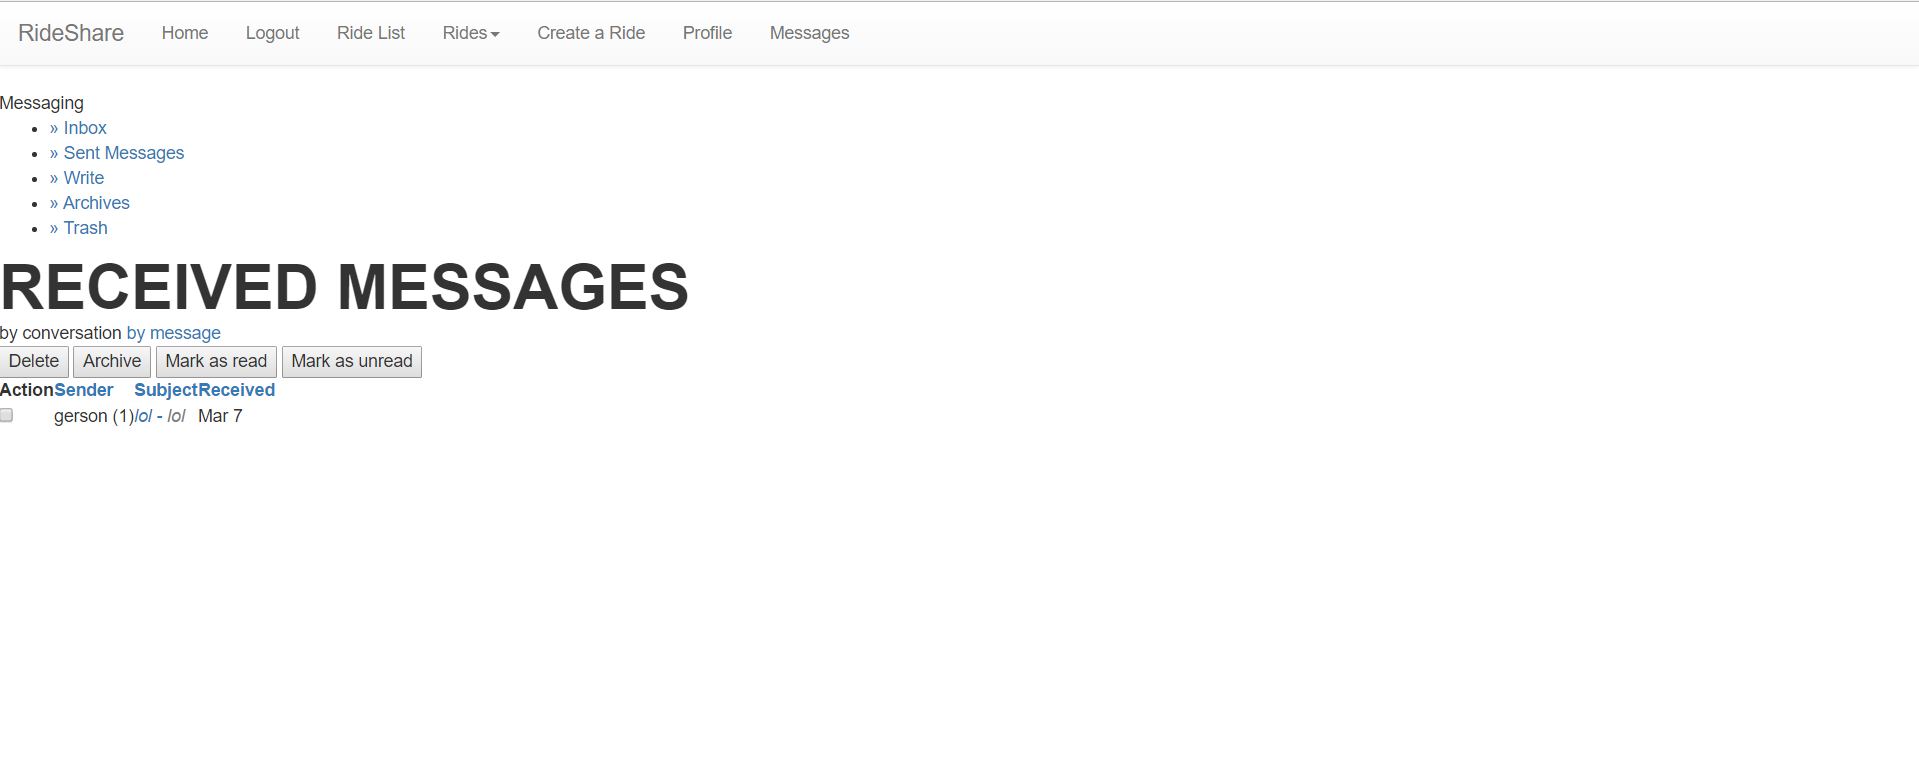 RideShare Home Logout Ride List Rides Create a Ride Profile Messages
Messaging
» Inbox
» Sent Messages
» Write
» Archives
» Trash
RECEIVED MESSAGES
by conversation by message
Delete Archive Mark as read Mark as unread
Action Sender Subject Received
gerson (1) lol - lol Mar 7